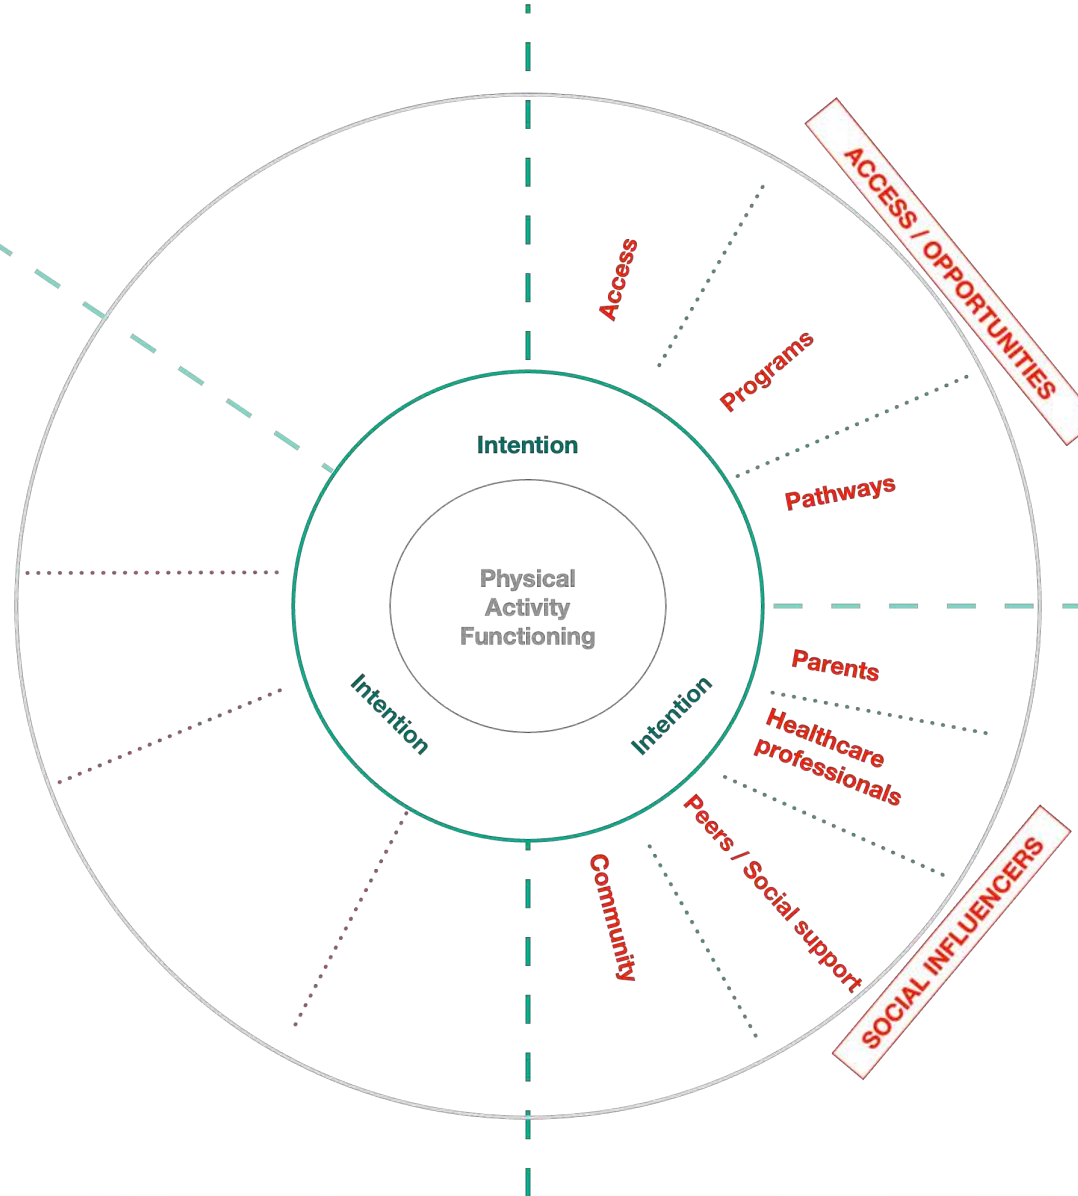 ACCESS / OPPORTUNITIES
Access
Programs
Pathways
Intention
Physical
Activity
Functioning
Intention
Intention
Parents
Healthcare
professionals
Peers / Social support
Community
SOCIAL INFLUENCERS